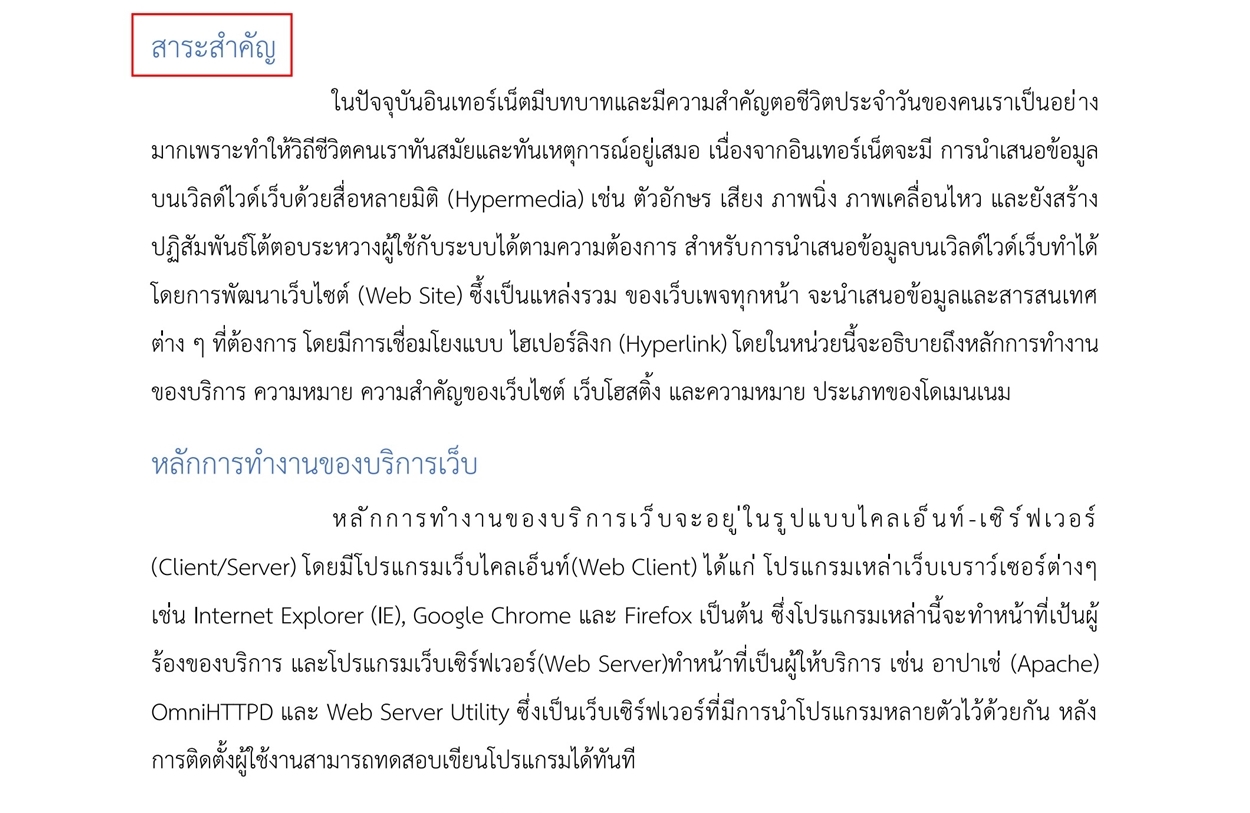 สาระสำคัญ
ในปัจจุบันอินเทอร์เน็ตมีบทบาทและมีความสำคัญตอชีวิตประจำวันของคนเราเป็นอย่าง
มากเพราะทำให้วิถีชีวิตคนเราทันสมัยและทันเหตุการณ์อยู่เสมอ เนื่องจากอินเทอร์เน็ตจะมี การนำเสนอข้อมูล
บนเวิลด์ไวด์เว็บด้วยสื่อหลายมิติ (Hypermedia) เช่น ตัวอักษร เสียง ภาพนิ่ง ภาพเคลื่อนไหว และยังสร้าง
ปฏิสัมพันธ์โต้ตอบระหวางผู้ใช้กับระบบได้ตามความต้องการ สำหรับการนำเสนอข้อมูลบนเวิลด์ไวด์เว็บทำได้
โดยการพัฒนาเว็บไซต์ (Web Site) ซึ้งเป็นแหล่งรวม ของเว็บเพจทุกหน้า จะนำเสนอข้อมูลและสารสนเทศ
ต่าง ๆ ที่ต้องการ โดยมีการเชื่อมโยงแบบ ไฮเปอร์ลิงก (Hyperlink) โดยในหน่วยนี้จะอธิบายถึงหลักการทำงาน
ของบริการ ความหมาย ความสำคัญของเว็บไซต์ เว็บโฮสติ้ง และความหมาย ประเภทของโดเมนเนม
หลักการทำงานของบริการเว็บ
หลักการทำงานของบริการเว็บจะอยู่ในรูปแบบไคลเอ็นท์-เซิร์ฟเวอร์
(Client/Server) โดยมีโปรแกรมเว็บไคลเอ็นท์(Web Client) ได้แก่ โปรแกรมเหล่าเว็บเบราว์เซอร์ต่างๆ
เช่น Internet Explorer (IE), Google Chrome และ Firefox เป็นต้น ซึ่งโปรแกรมเหล่านี้จะทำหน้าที่เป้นผู้
ร้องของบริการ และโปรแกรมเว็บเซิร์ฟเวอร์(Web Server)ทำหน้าที่เป็นผู้ให้บริการ เช่น อาปาเช่ (Apache)
OmniHTTPD และ Web Server Utility ซึ่งเป็นเว็บเซิร์ฟเวอร์ที่มีการนำโปรแกรมหลายตัวไว้ด้วยกัน หลัง
การติดตั้งผู้ใช้งานสามารถทดสอบเขียนโปรแกรมได้ทันที